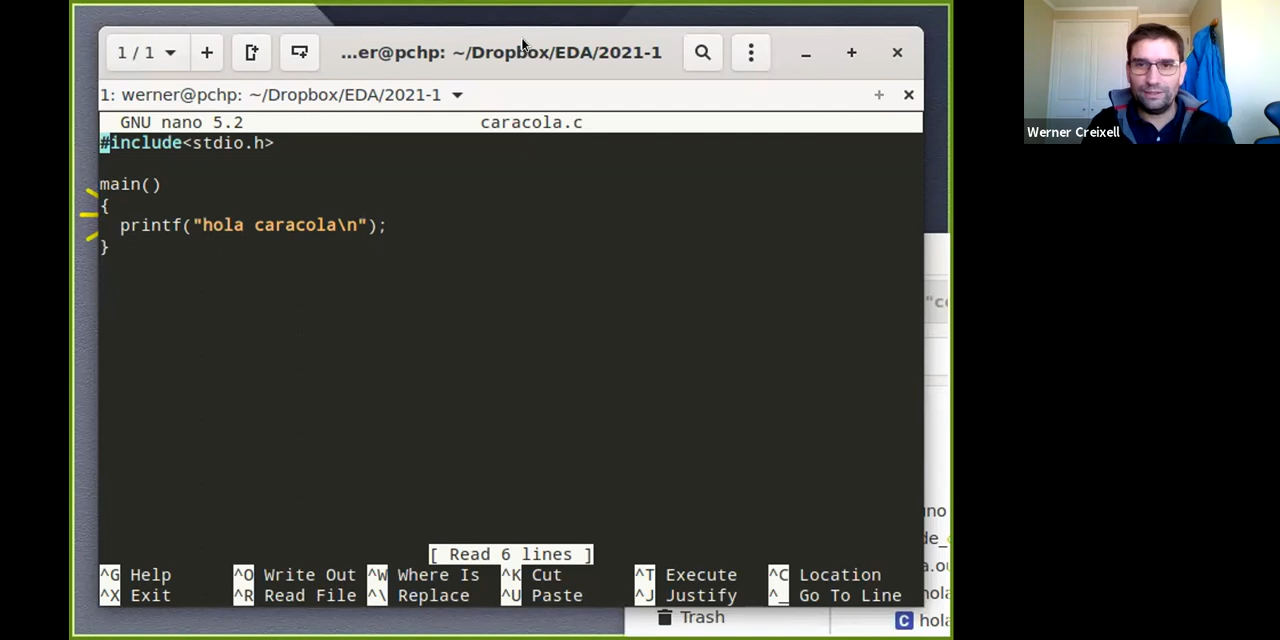 1 / 1
...er@pchp: ~/Dropbox/EDA/2021-1
1: werner@pchp: ~/Dropbox/EDA/2021-1
GNU nano 5.2 caracola.c
#include<stdio.h>
main()
{
printf("hola caracola\n");
}
[ Read 6 lines ]
^G Help ^O Write Out ^W Where Is ^K Cut ^T Execute ^C Location
^X Exit ^R Read File ^\ Replace ^U Paste ^J Justify ^_ Go To Line
Trash
C hola
Werner Creixell